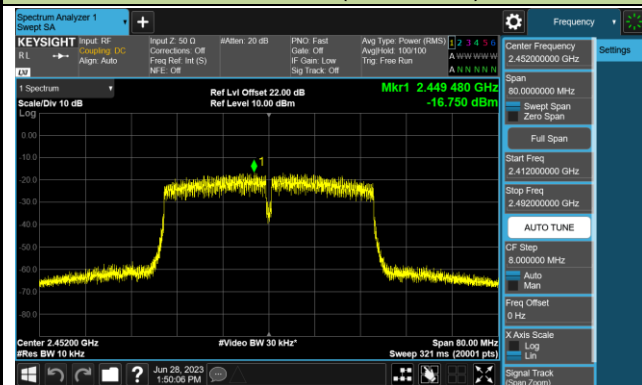 Spectrum Analyzer 1
Swept SA
Frequency
KEYSIGHT Input: RF Input Z: 50 Ω #Atten: 20 dB PNO: Fast Avg Type: Power (RMS) 1 2 3 4 5 6
RL Coupling: DC Corrections: Off Gate: Off Avg|Hold: 100/100 A W W W W W
Align: Auto Freq Ref: Int (S) IF Gain: Low Trig: Free Run
NFE: Off Sig Track: Off A N N N N N
LXI
Center Frequency
2.452000000 GHz
Settings
1 Spectrum
Ref Lvl Offset 22.00 dB
Mkr1 2.449 480 GHz
Scale/Div 10 dB
Ref Level 10.00 dBm
-16.750 dBm
Log
Span
80.0000000 MHz
Swept Span
Zero Span
Full Span
Start Freq
2.412000000 GHz
Stop Freq
2.492000000 GHz
AUTO TUNE
CF Step
8.000000 MHz
Auto
Man
Freq Offset
0 Hz
X Axis Scale
Log
Lin
Signal Track
(Span Zoom)
0.00
-10.0
-20.0
-30.0
-40.0
-50.0
-60.0
-70.0
-80.0
1
Center 2.45200 GHz
#Video BW 30 kHz*
Span 80.00 MHz
#Res BW 10 kHz
Sweep 321 ms (20001 pts)
Jun 28, 2023
1:50:06 PM